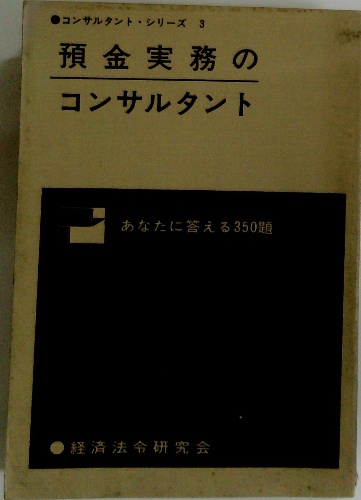 ●コンサルタント・シリーズ 3
預金実務の
コンサルタント
あなたに答える350題
●経済法令研究会